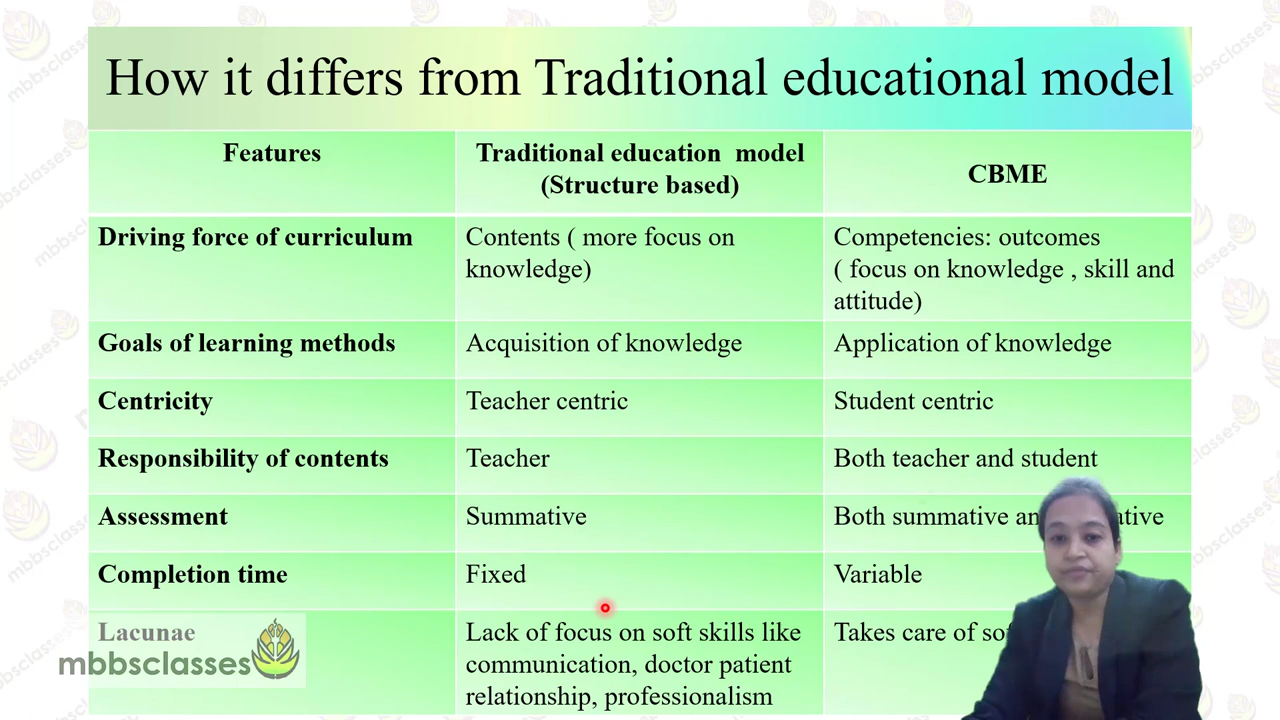 How it differs from Traditional educational model
Features
Traditional education model
(Structure based)
CBME
Driving force of curriculum
Contents ( more focus on
knowledge)
Competencies: outcomes
( focus on knowledge , skill and
attitude)
Goals of learning methods
Acquisition of knowledge
Application of knowledge
Centricity
Teacher centric
Student centric
Responsibility of contents
Teacher
Both teacher and student
Assessment
Summative
Both summative
Completion time
Fixed
Variable
Lacunae
Lack of focus on soft skills like
communication, doctor patient
relationship, professionalism
Takes care of
mbbsclasses